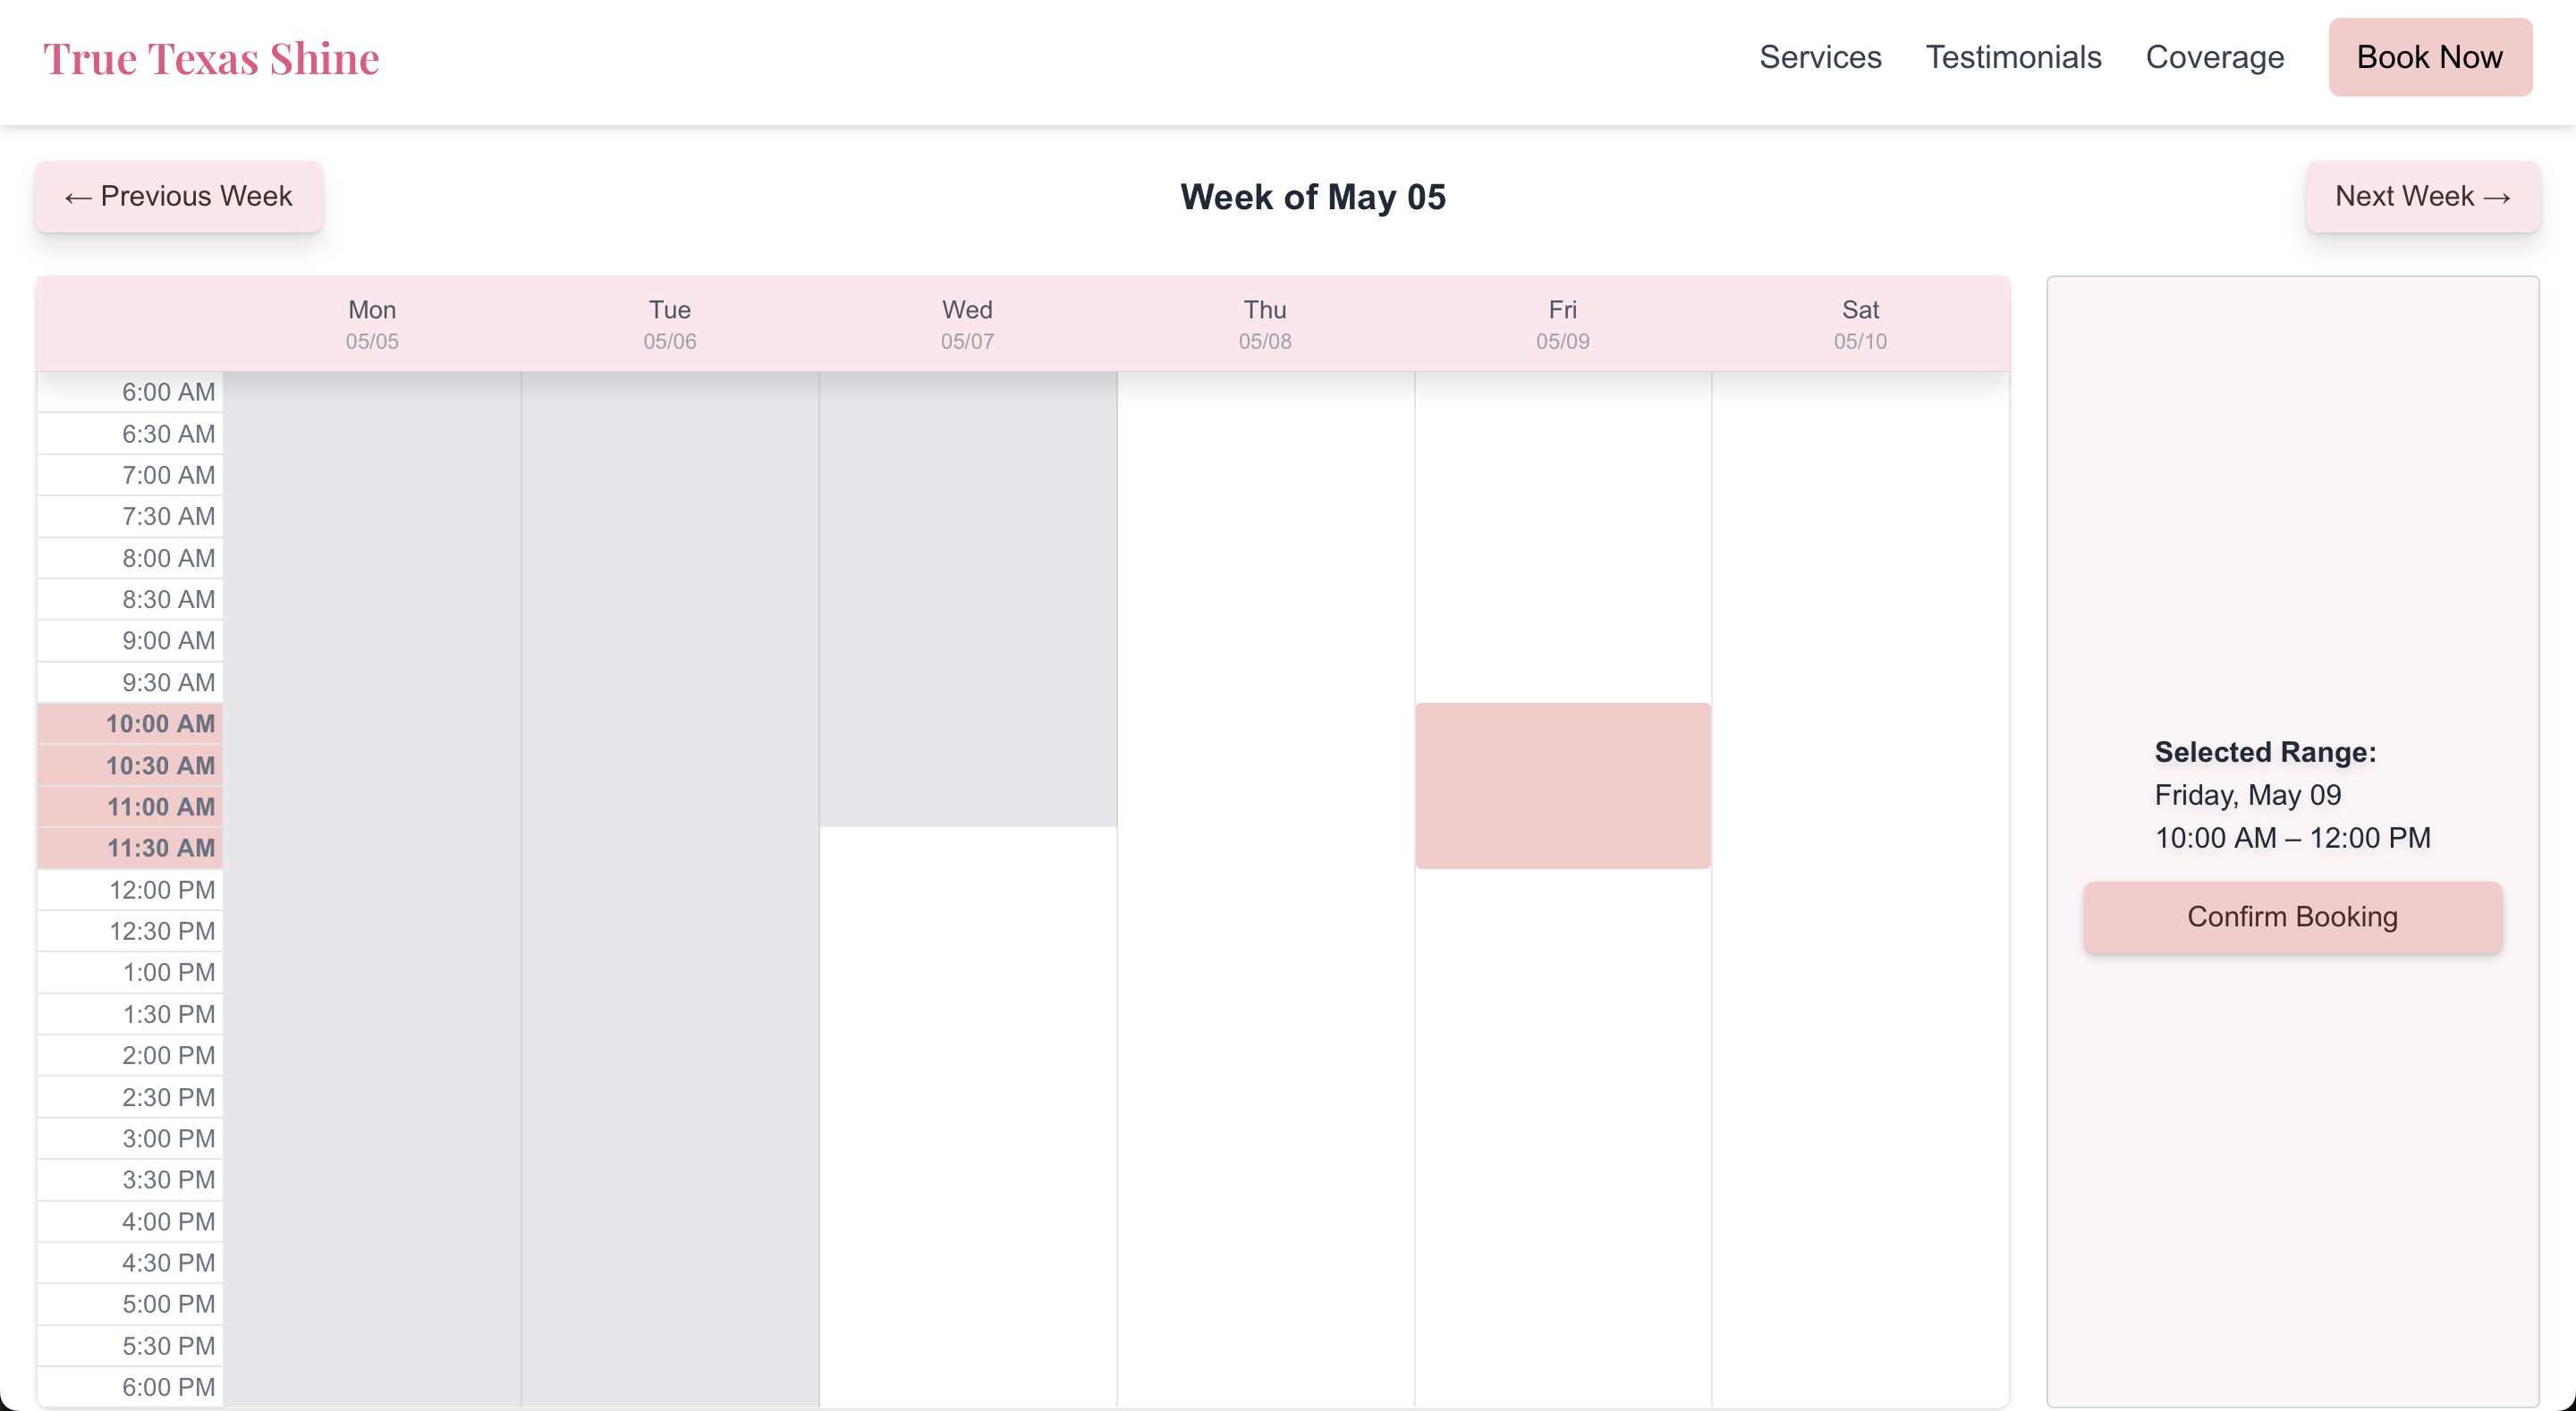 True Texas Shine
Services Testimonials Coverage Book Now
← Previous Week
Week of May 05
Next Week →
Mon Tue Wed Thu Fri Sat
05/05 05/06 05/07 05/08 05/09 05/10
6:00 AM
6:30 AM
7:00 AM
7:30 AM
8:00 AM
8:30 AM
9:00 AM
9:30 AM
10:00 AM
10:30 AM
11:00 AM
11:30 AM
12:00 PM
12:30 PM
1:00 PM
1:30 PM
2:00 PM
2:30 PM
3:00 PM
3:30 PM
4:00 PM
4:30 PM
5:00 PM
5:30 PM
6:00 PM
Selected Range:
Friday, May 09
10:00 AM – 12:00 PM
Confirm Booking